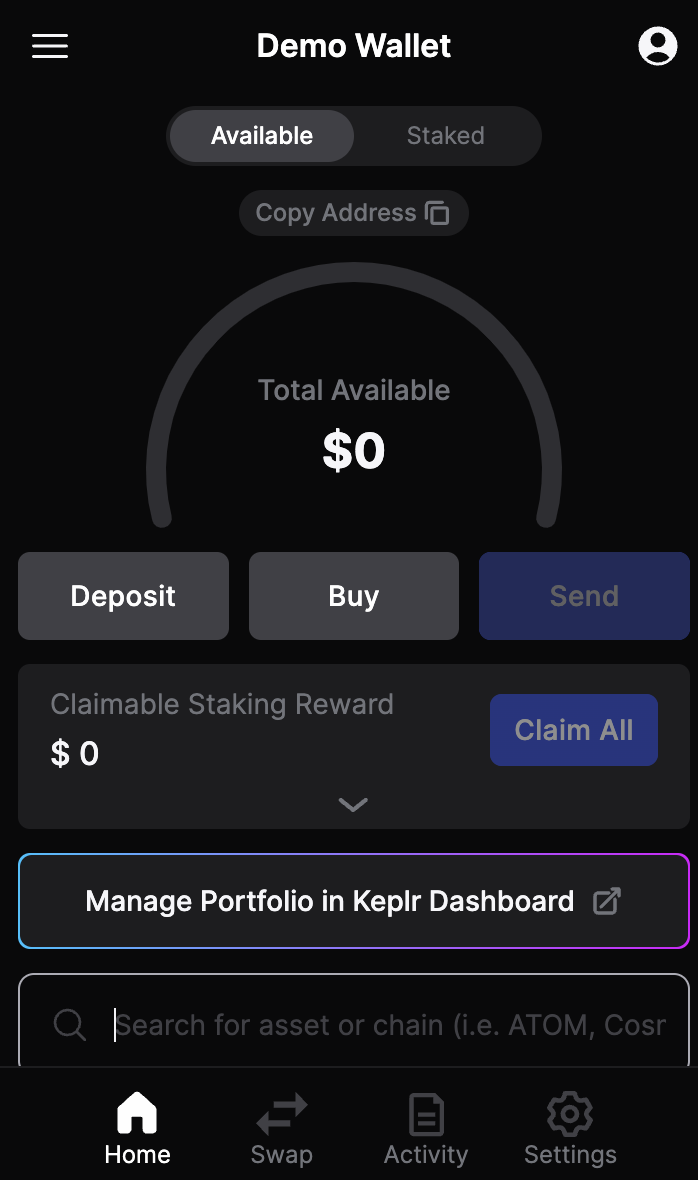 Demo Wallet
Available Staked
Copy Address
Total Available
$0
Deposit Buy Send
Claimable Staking Reward
$ 0
Claim All
Manage Portfolio in Keplr Dashboard
Search for asset or chain (i.e. ATOM, Cosr
Home Swap Activity Settings